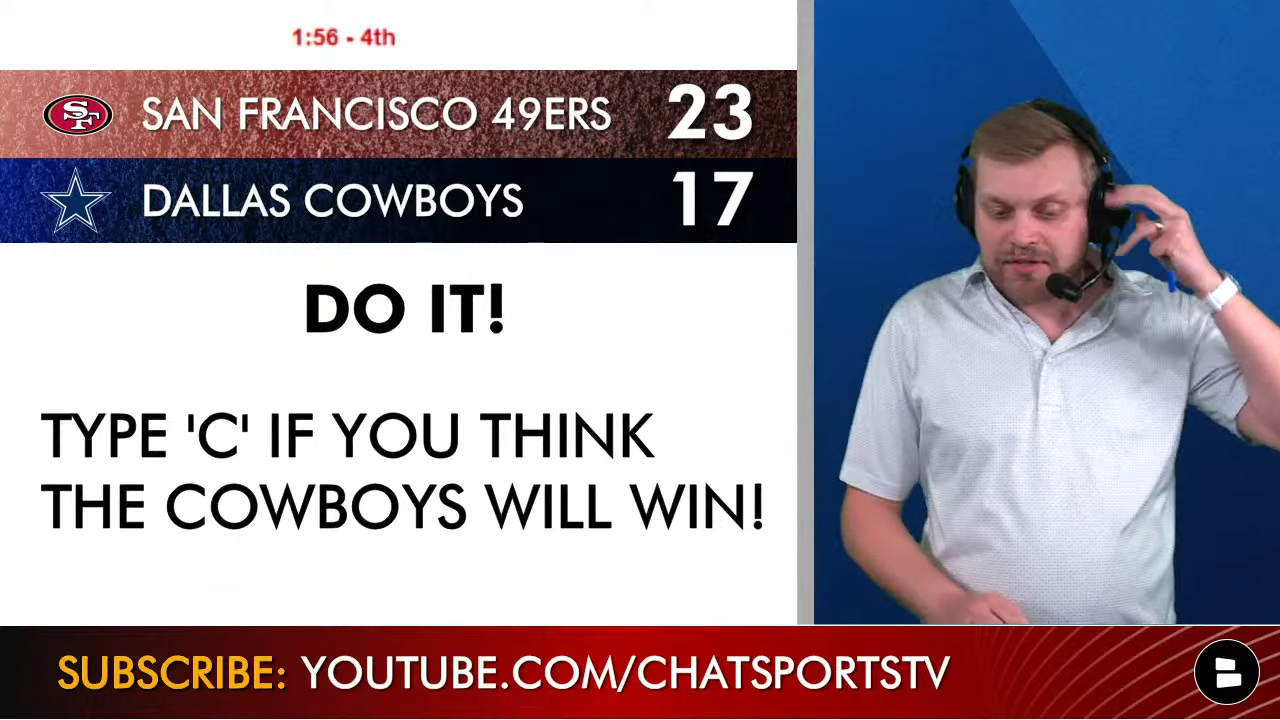 1:56 - 4th
SF SAN FRANCISCO 49ERS 23
DALLAS COWBOYS 17
DO IT!
TYPE 'C' IF YOU THINK
THE COWBOYS WILL WIN!
SUBSCRIBE: YOUTUBE.COM/CHATSPORTSTV